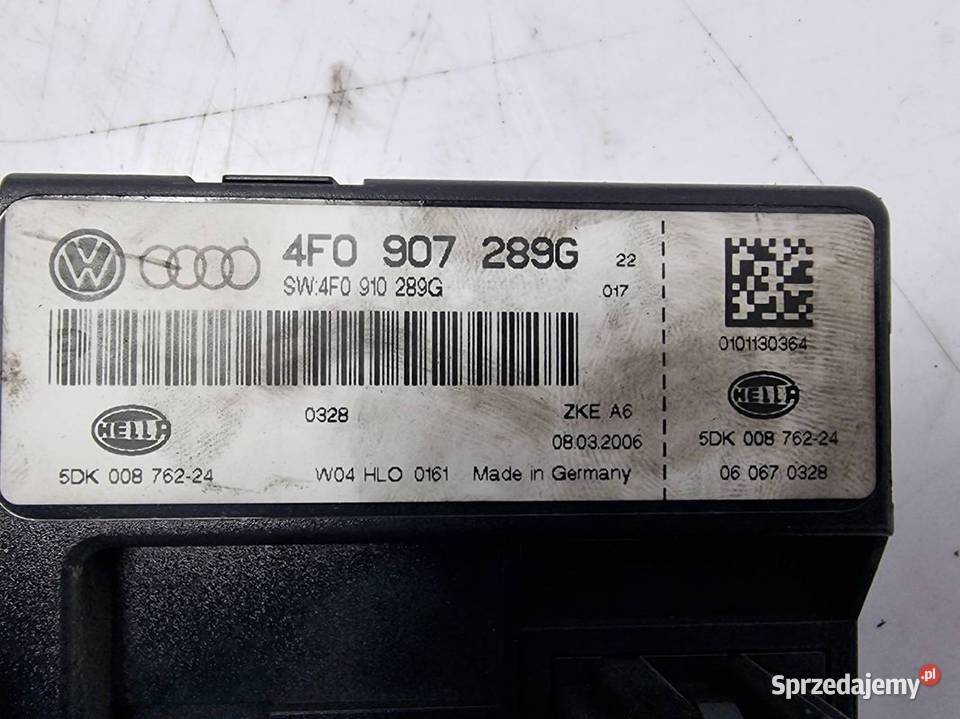 4F0 907 289G 22
SW:4F0 910 289G 017
0101130364
HELLA
0328 ZKE A6
08.03.2006
HELLA
5DK 008 762-24
5DK 008 762-24 W04 HLO 0161 Made in Germany
06 067 0328
Sprzedajemy.pl